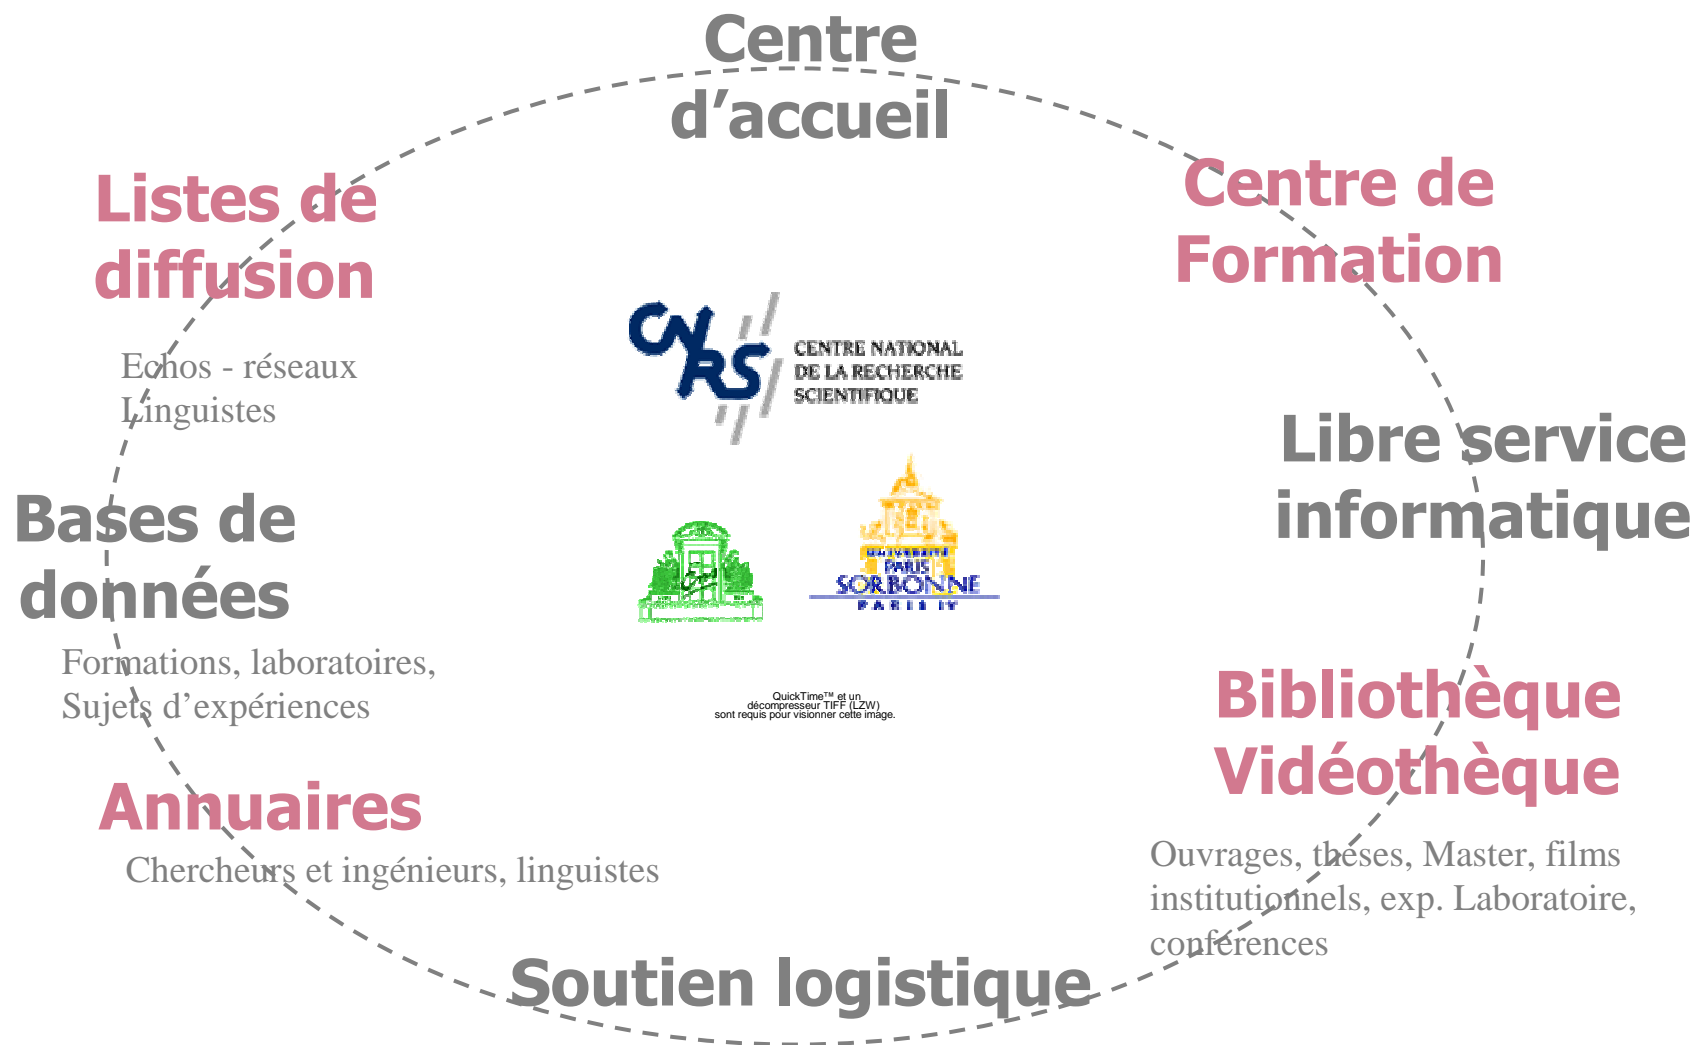 Centre
d’accueil
Listes de
diffusion
Echos - réseaux
Linguistes
Centre de
Formation
CNRS
CENTRE NATIONAL
DE LA RECHERCHE
SCIENTIFIQUE
Libre service
informatique
Bases de
données
Formations, laboratoires,
Sujets d’expériences
UNIVERSITÉ
PARIS
SORBONNE
PARIS IV
QuickTime™ et un
décompresseur TIFF (LZW)
sont requis pour visionner cette image.
Bibliothèque
Vidéothèque
Ouvrages, thèses, Master, films
institutionnels, exp. Laboratoire,
conférences
Annuaires
Chercheurs et ingénieurs, linguistes
Soutien logistique